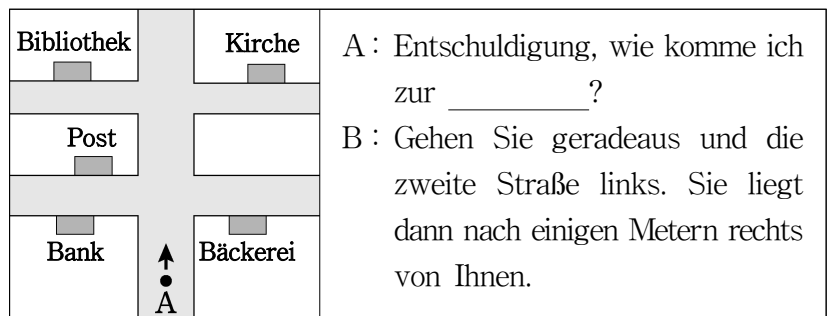 Bibliothek
Kirche
Post
Bank
Bäckerei
A
A : Entschuldigung, wie komme ich
zur __________?
B : Gehen Sie geradeaus und die
zweite Straße links. Sie liegt
dann nach einigen Metern rechts
von Ihnen.